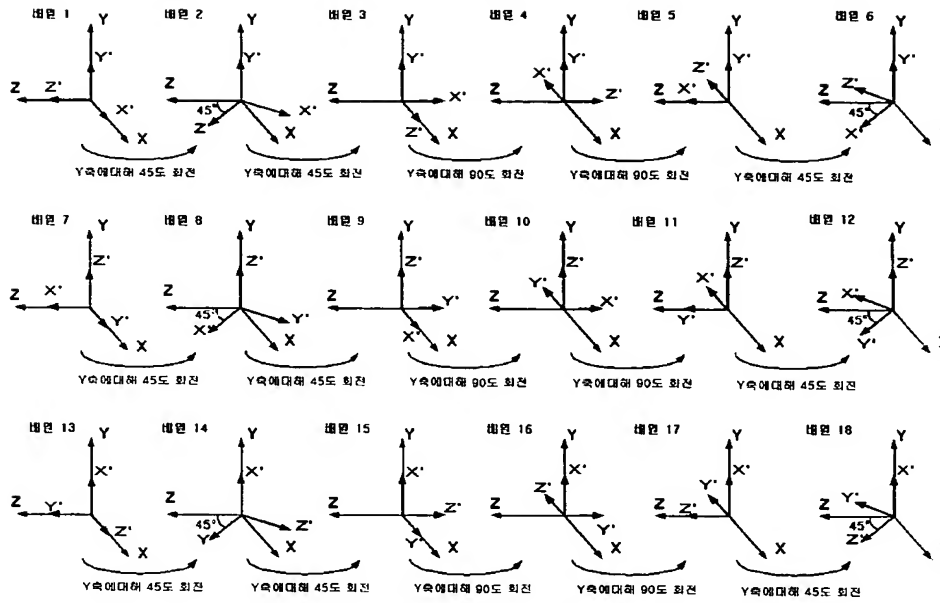 배열 1 배열 2 배열 3 배열 4 배열 5 배열 6
Y Y Y Y Y Y
Y' Y' Y' Y' Y' Y'
Z Z' X' X
Z 45° Z' X' X
Z X' Z' X
Z X' Z' X
Z X' Z' X
Z Z' 45° X' X
Y축에대해 45도 회전 Y축에대해 45도 회전 Y축에대해 90도 회전 Y축에대해 90도 회전 Y축에대해 45도 회전
배열 7 배열 8 배열 9 배열 10 배열 11 배열 12
Y Y Y Y Y Y
Z' Z' Z' Z' Z' Z'
Z X' Y' X
Z 45° X' Y' X
Z Y' X' X
Z Y' X' X
Z X' Y' X
Z X' 45° Y'
Y축에대해 45도 회전 Y축에대해 45도 회전 Y축에대해 90도 회전 Y축에대해 90도 회전 Y축에대해 45도 회전
배열 13 배열 14 배열 15 배열 16 배열 17 배열 18
Y Y Y Y Y Y
X' X' X' X' X' X'
Z Y' Z' X
Z 45° Y' Z' X
Z Z' Y' X
Z Z' Y' X
Z Y' Z' X
Z Y' 45° Z' X
Y축에대해 45도 회전 Y축에대해 45도 회전 Y축에대해 90도 회전 Y축에대해 90도 회전 Y축에대해 45도 회전